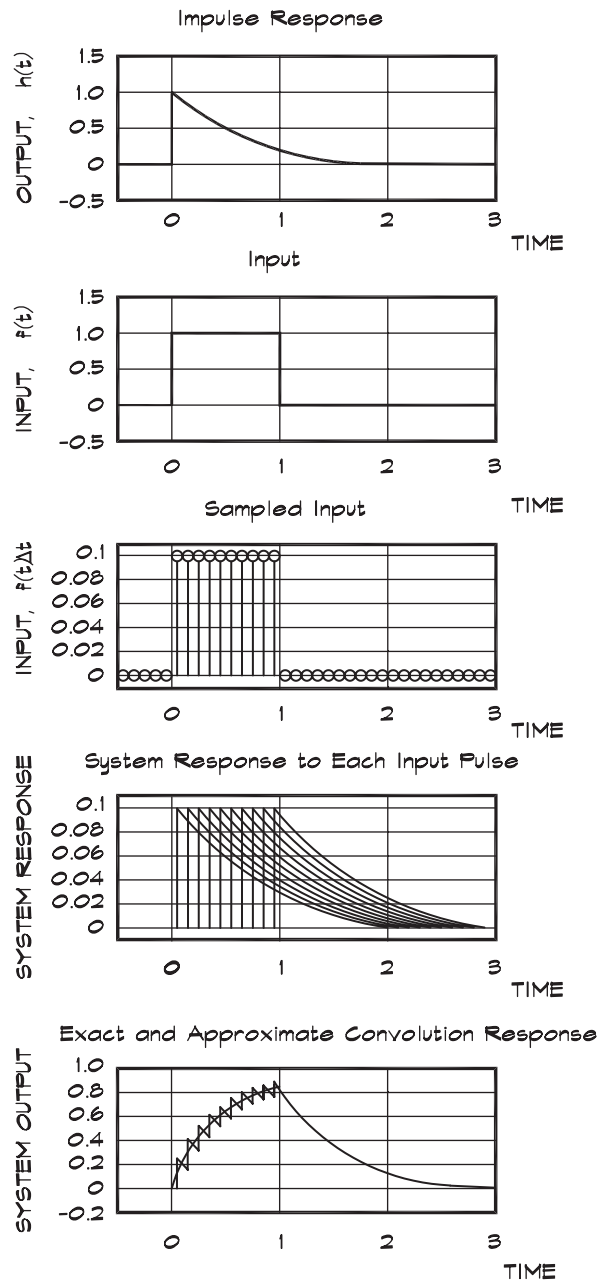 Impulse Response
OUTPUT, h(t)
1.5
1.0
0.5
0
-0.5
0 1 2 3
TIME
Input
INPUT, f(t)
1.5
1.0
0.5
0
-0.5
0 1 2 3
TIME
Sampled Input
INPUT, f(t)Δt
0.1
0.08
0.06
0.04
0.02
0
0 1 2 3
TIME
System Response to Each Input Pulse
SYSTEM RESPONSE
0.1
0.08
0.06
0.04
0.02
0
0 1 2 3
TIME
Exact and Approximate Convolution Response
SYSTEM OUTPUT
1.0
0.8
0.6
0.4
0.2
0
-0.2
0 1 2 3
TIME